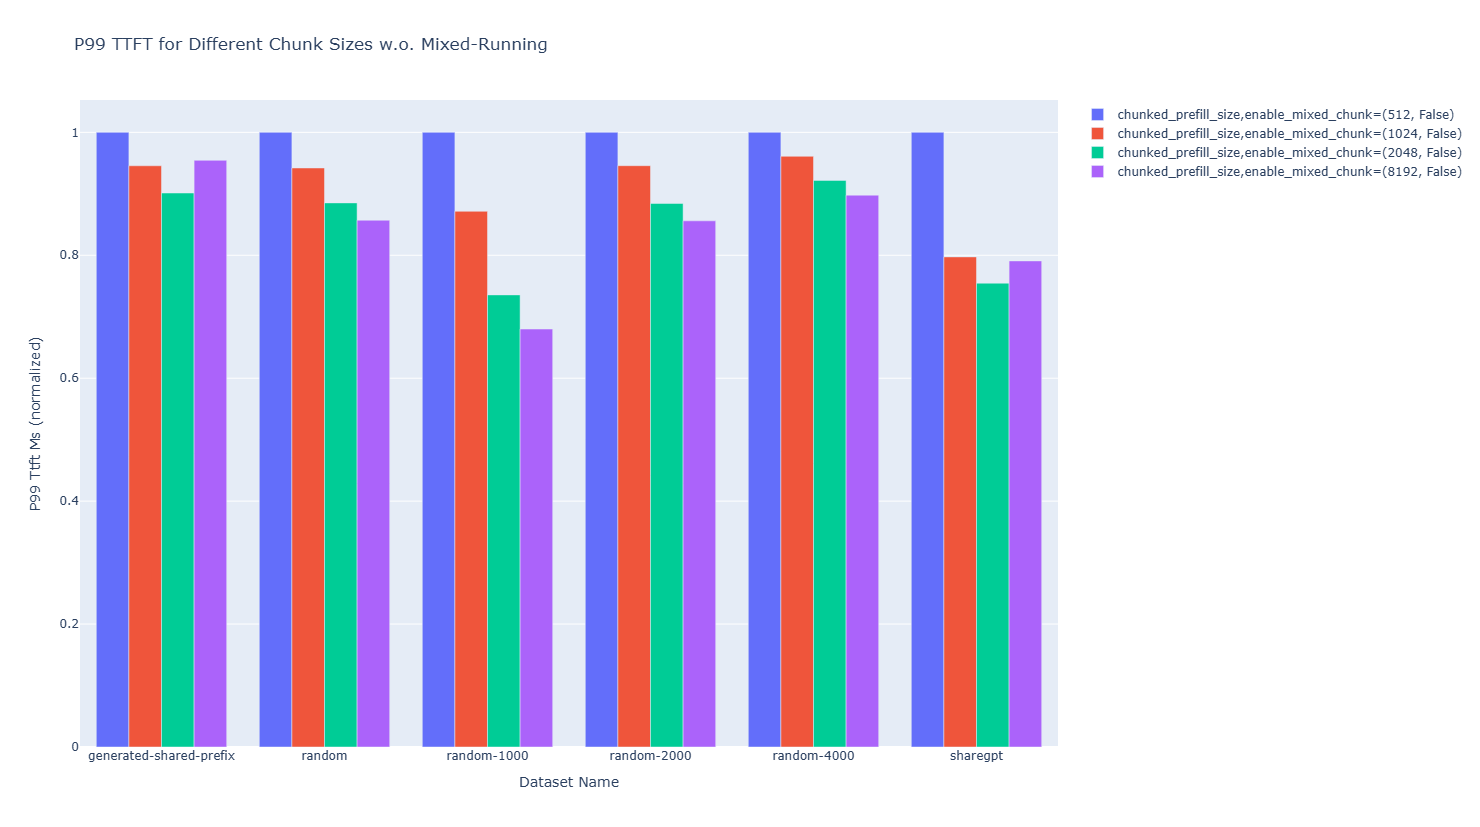 P99 TTFT for Different Chunk Sizes w.o. Mixed-Running
chunked_prefill_size,enable_mixed_chunk=(512, False)
chunked_prefill_size,enable_mixed_chunk=(1024, False)
chunked_prefill_size,enable_mixed_chunk=(2048, False)
chunked_prefill_size,enable_mixed_chunk=(8192, False)
P99 Ttft Ms (normalized)
1
0.8
0.6
0.4
0.2
0
generated-shared-prefix
random
random-1000
random-2000
random-4000
sharegpt
Dataset Name